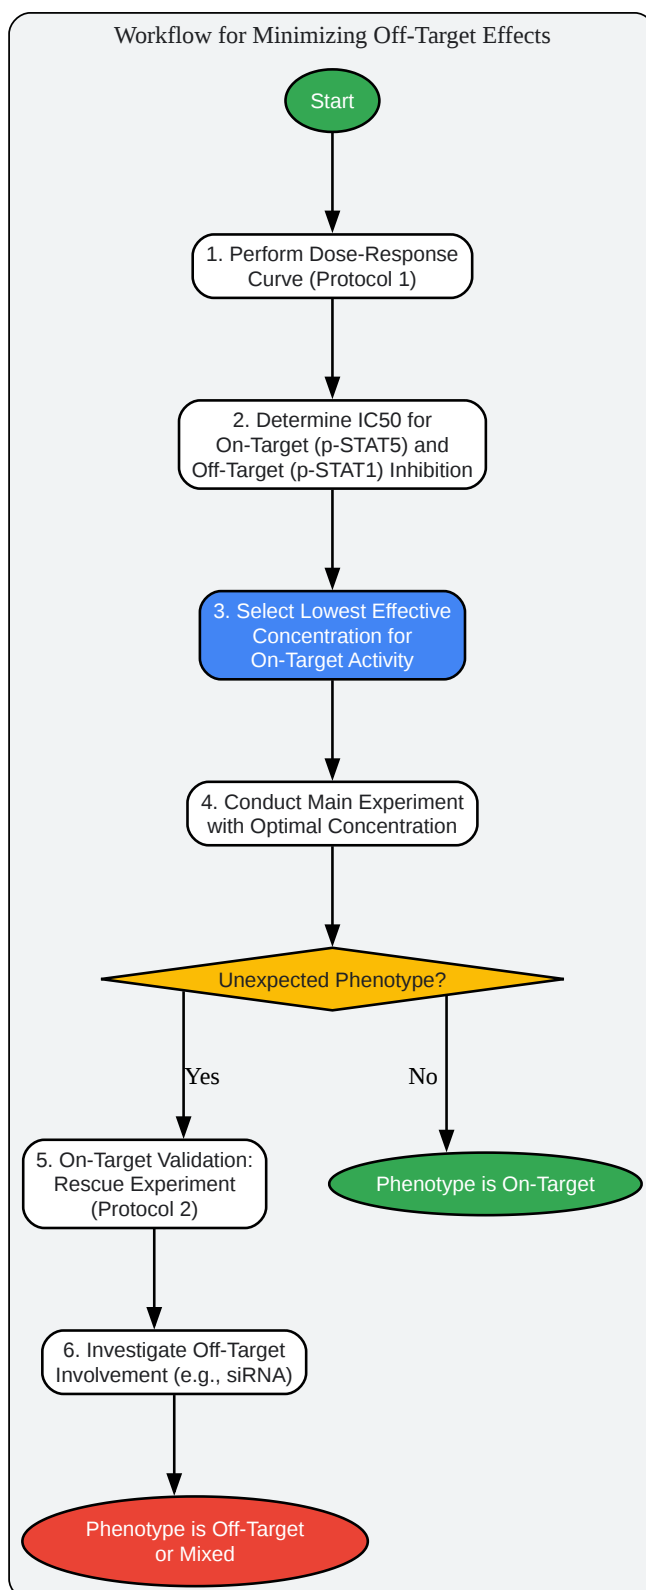 Workflow for Minimizing Off-Target Effects
Start
1. Perform Dose-Response
Curve (Protocol 1)
2. Determine IC50 for
On-Target (p-STAT5) and
Off-Target (p-STAT1) Inhibition
3. Select Lowest Effective
Concentration for
On-Target Activity
4. Conduct Main Experiment
with Optimal Concentration
Unexpected Phenotype?
Yes
No
5. On-Target Validation:
Rescue Experiment
(Protocol 2)
Phenotype is On-Target
6. Investigate Off-Target
Involvement (e.g., siRNA)
Phenotype is Off-Target
or Mixed